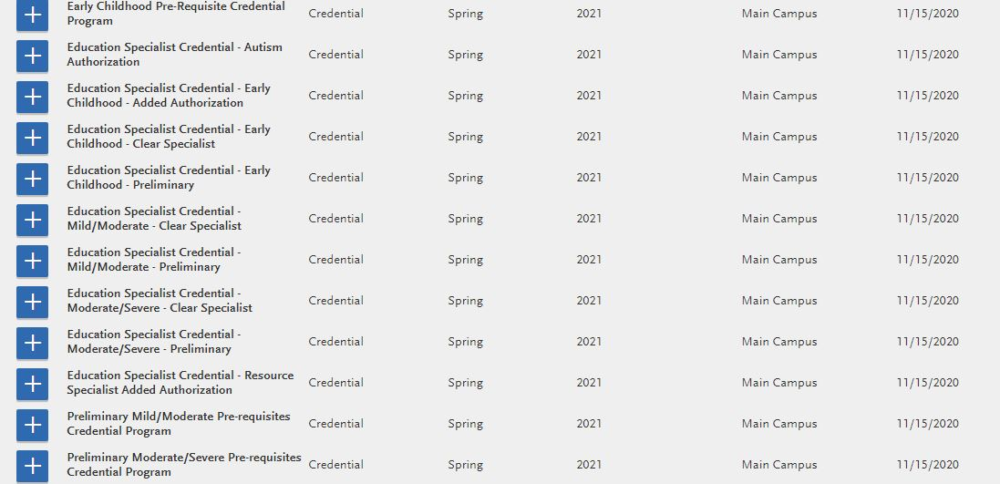 Early Childhood Pre-Requisite Credential
Program
Credential Spring 2021 Main Campus 11/15/2020
Education Specialist Credential - Autism
Authorization
Credential Spring 2021 Main Campus 11/15/2020
Education Specialist Credential - Early
Childhood - Added Authorization
Credential Spring 2021 Main Campus 11/15/2020
Education Specialist Credential - Early
Childhood - Clear Specialist
Credential Spring 2021 Main Campus 11/15/2020
Education Specialist Credential - Early
Childhood - Preliminary
Credential Spring 2021 Main Campus 11/15/2020
Education Specialist Credential -
Mild/Moderate - Clear Specialist
Credential Spring 2021 Main Campus 11/15/2020
Education Specialist Credential -
Mild/Moderate - Preliminary
Credential Spring 2021 Main Campus 11/15/2020
Education Specialist Credential -
Moderate/Severe - Clear Specialist
Credential Spring 2021 Main Campus 11/15/2020
Education Specialist Credential -
Moderate/Severe - Preliminary
Credential Spring 2021 Main Campus 11/15/2020
Education Specialist Credential - Resource
Specialist Added Authorization
Credential Spring 2021 Main Campus 11/15/2020
Preliminary Mild/Moderate Pre-requisites
Credential Program
Credential Spring 2021 Main Campus 11/15/2020
Preliminary Moderate/Severe Pre-requisites
Credential Program
Credential Spring 2021 Main Campus 11/15/2020